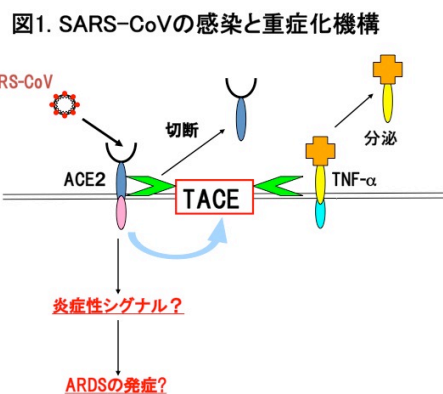 図1. SARS-CoVの感染と重症化機構
RS-CoV
切断
分泌
ACE2
TACE
TNF-α
炎症性シグナル？
ARDSの発症?